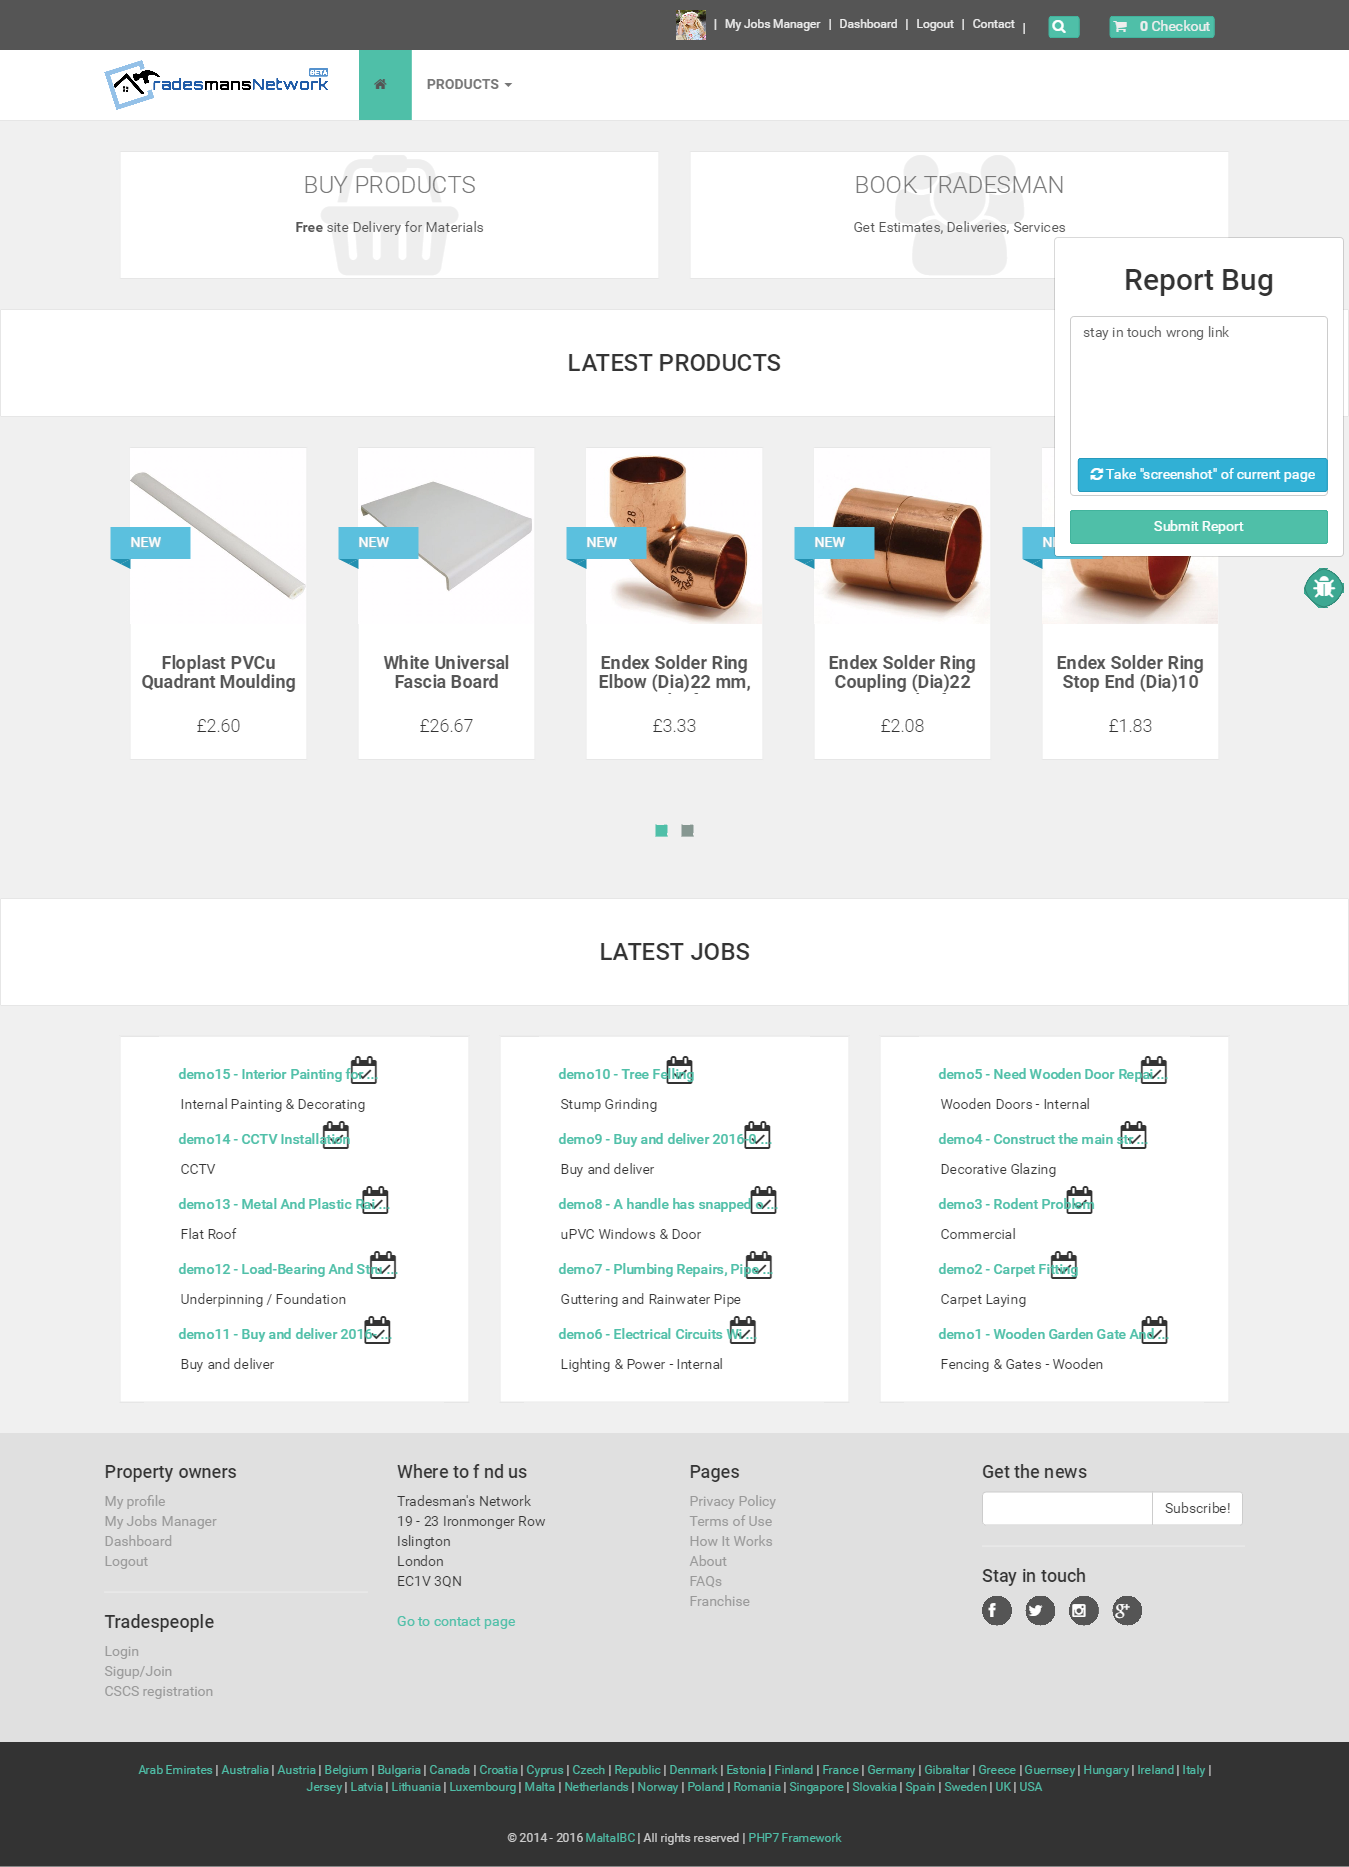 | My Jobs Manager | Dashboard | Logout | Contact |
0 Checkout
radesmansNetwork
BETA
PRODUCTS
BUY PRODUCTS
Free site Delivery for Materials
BOOK TRADESMAN
Get Estimates, Deliveries, Services
Report Bug
stay in touch wrong link
Take "screenshot" of current page
Submit Report
LATEST PRODUCTS
NEW
Floplast PVCu
Quadrant Moulding
£2.60
NEW
White Universal
Fascia Board
£26.67
NEW
28
Endex Solder Ring
Elbow (Dia)22 mm,
£3.33
NEW
Endex Solder Ring
Coupling (Dia)22
£2.08
Endex Solder Ring
Stop End (Dia)10
£1.83
LATEST JOBS
demo15 - Interior Painting for ...
Internal Painting & Decorating
demo14 - CCTV Installation
CCTV
demo13 - Metal And Plastic Rai ...
Flat Roof
demo12 - Load-Bearing And Stru ...
Underpinning / Foundation
demo11 - Buy and deliver 2016- ...
Buy and deliver
demo10 - Tree Felling
Stump Grinding
demo9 - Buy and deliver 2016-0 ...
Buy and deliver
demo8 - A handle has snapped o ...
uPVC Windows & Door
demo7 - Plumbing Repairs, Pipe ...
Guttering and Rainwater Pipe
demo6 - Electrical Circuits Wi ...
Lighting & Power - Internal
demo5 - Need Wooden Door Repai ...
Wooden Doors - Internal
demo4 - Construct the main str ...
Decorative Glazing
demo3 - Rodent Problem
Commercial
demo2 - Carpet Fitting
Carpet Laying
demo1 - Wooden Garden Gate And ...
Fencing & Gates - Wooden
Property owners
My profile
My Jobs Manager
Dashboard
Logout
Tradespeople
Login
Sigup/Join
CSCS registration
Where to f nd us
Tradesman's Network
19 - 23 Ironmonger Row
Islington
London
EC1V 3QN
Go to contact page
Pages
Privacy Policy
Terms of Use
How It Works
About
FAQs
Franchise
Get the news
Subscribe!
Stay in touch
Arab Emirates | Australia | Austria | Belgium | Bulgaria | Canada | Croatia | Cyprus | Czech | Republic | Denmark | Estonia | Finland | France | Germany | Gibraltar | Greece | Guernsey | Hungary | Ireland | Italy |
Jersey | Latvia | Lithuania | Luxembourg | Malta | Netherlands | Norway | Poland | Romania | Singapore | Slovakia | Spain | Sweden | UK | USA
© 2014 - 2016 MaltaIBC | All rights reserved | PHP7 Framework